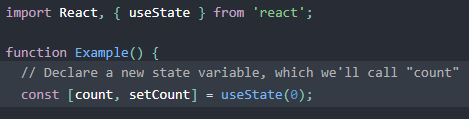 import React, { useState } from 'react';
function Example() {
// Declare a new state variable, which we'll call "count"
const [count, setCount] = useState(0);